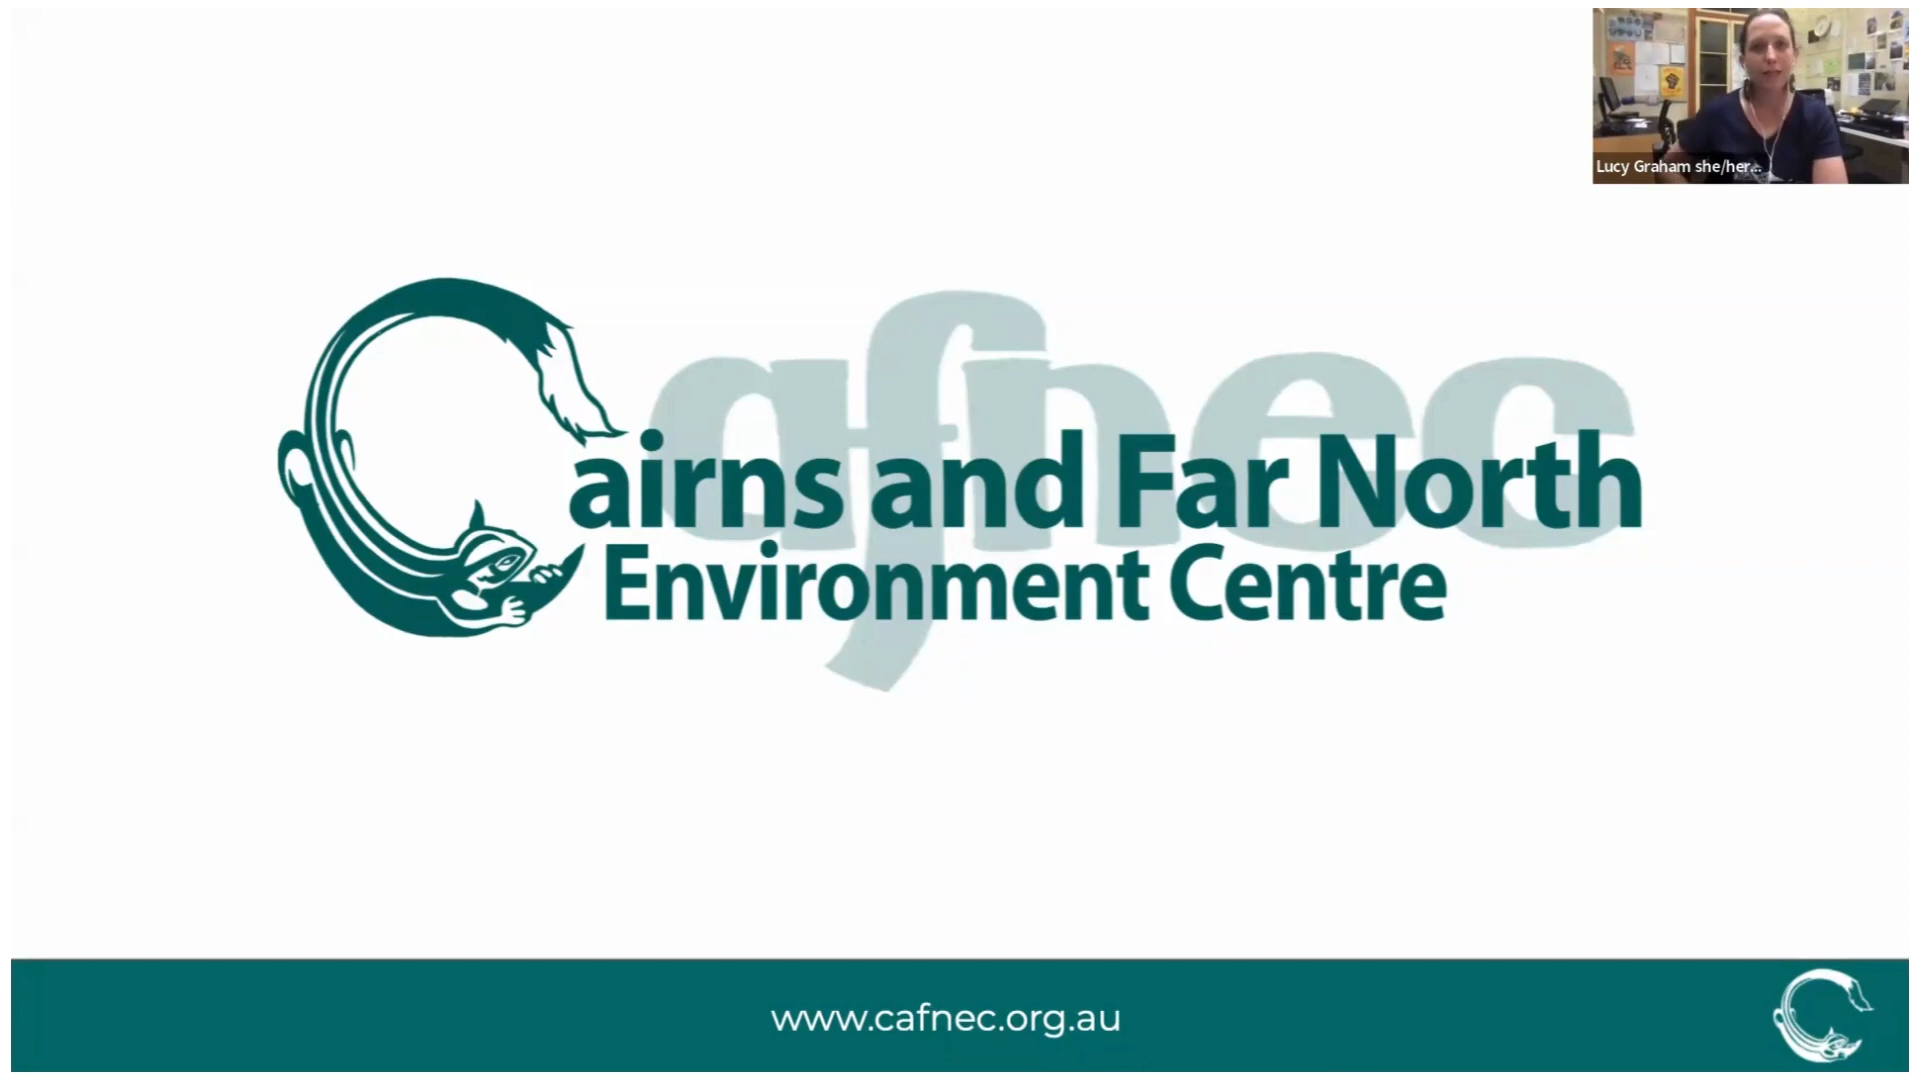 Lucy Graham she/her...
cafnec
Cairns and Far North
Environment Centre
www.cafnec.org.au